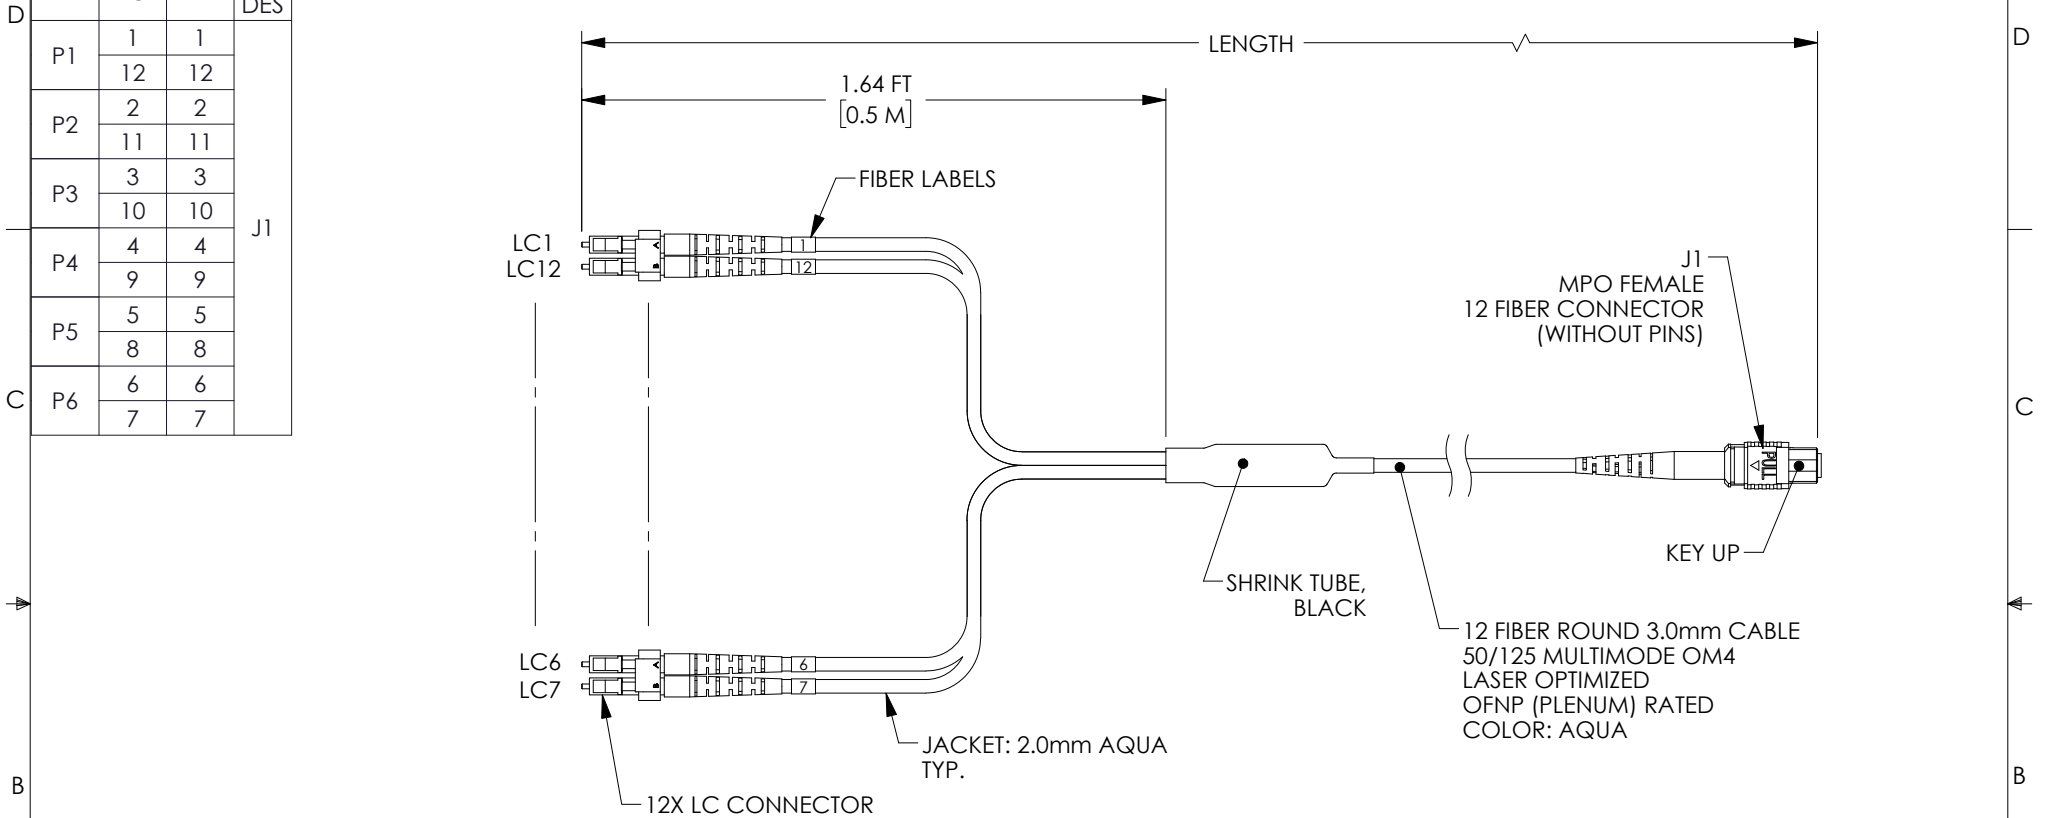 D
DES
D
P1
1 1
12 12
P2
2 2
11 11
P3
3 3
10 10
P4
4 4
9 9
P5
5 5
8 8
P6
6 6
7 7
J1
LENGTH
1.64 FT
[0.5 M]
FIBER LABELS
LC1
LC12
A
B
1
12
J1
MPO FEMALE
12 FIBER CONNECTOR
(WITHOUT PINS)
C
C
PULL
KEY UP
SHRINK TUBE,
BLACK
12 FIBER ROUND 3.0mm CABLE
50/125 MULTIMODE OM4
LASER OPTIMIZED
OFNP (PLENUM) RATED
COLOR: AQUA
LC6
LC7
A
B
6
7
JACKET: 2.0mm AQUA
TYP.
B
B
12X LC CONNECTOR